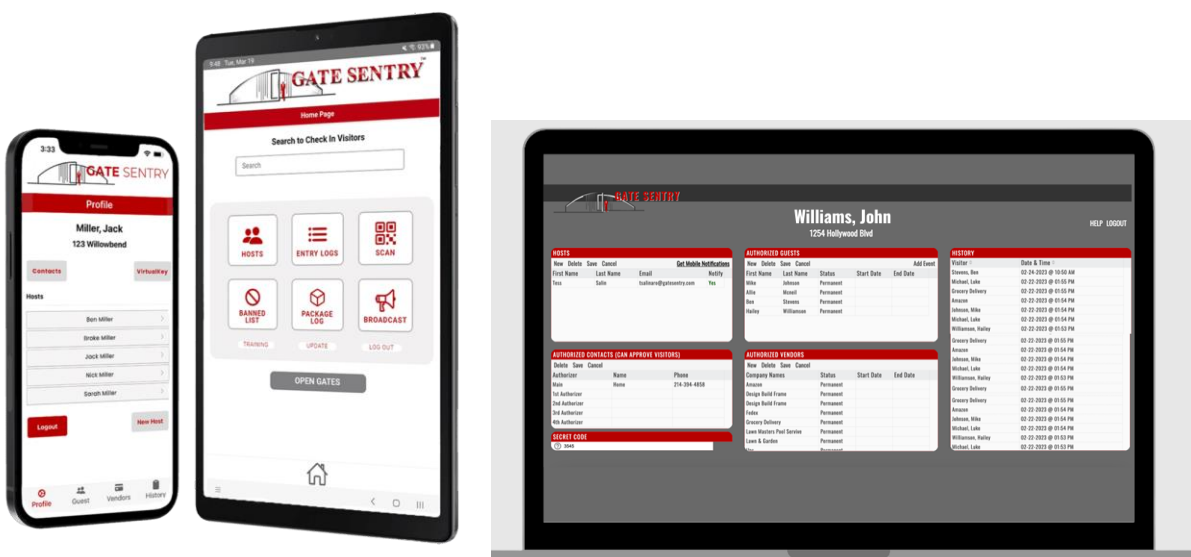 3:33
GATE SENTRY
Profile
Miller, Jack
123 Willowbend
Contacts
VirtualKey
Hosts
Ben Miller
Broke Miller
Jack Miller
Nick Miller
Sarah Miller
Logout
New Host
Profile
Guest
Vendors
History
9:48 Tue, Mar 19
93%
GATE SENTRY
Home Page
Search to Check In Visitors
Search
HOSTS
ENTRY LOGS
SCAN
BANNED LIST
PACKAGE LOG
BROADCAST
TRAINING
UPDATE
LOG OUT
OPEN GATES
GATE SENTRY
Williams, John
1254 Hollywood Blvd
HELP LOGOUT
HOSTS
New Delete Save Cancel Get Mobile Notifications
First Name Last Name Email Notify
Tess Salin tsalinaro@gatesentry.com Yes
AUTHORIZED GUESTS
New Delete Save Cancel Add Event
First Name Last Name Status Start Date End Date
Mike Johnson Permanent
Allie Mcneil Permanent
Ben Stevens Permanent
Hailey Williamson Permanent
AUTHORIZED CONTACTS (CAN APPROVE VISITORS)
Delete Save Cancel
Authorizer Name Phone
Main Home 214-394-4858
1st Authorizer
2nd Authorizer
3rd Authorizer
4th Authorizer
SECRET CODE
3545
AUTHORIZED VENDORS
New Delete Save Cancel
Company Names Status Start Date End Date
Amazon Permanent
Design Build Frame Permanent
Design Build Frame Permanent
Fedex Permanent
Grocery Delivery Permanent
Lawn Masters Pool Service Permanent
Lawn & Garden Permanent
HISTORY
Visitor Date & Time
Stevens, Ben 02-24-2023 @ 10:50 AM
Michael, Luke 02-22-2023 @ 01:55 PM
Grocery Delivery 02-22-2023 @ 01:55 PM
Amazon 02-22-2023 @ 01:54 PM
Johnson, Mike 02-22-2023 @ 01:54 PM
Michael, Luke 02-22-2023 @ 01:54 PM
Williamson, Hailey 02-22-2023 @ 01:53 PM
Grocery Delivery 02-22-2023 @ 01:55 PM
Amazon 02-22-2023 @ 01:54 PM
Johnson, Mike 02-22-2023 @ 01:54 PM
Michael, Luke 02-22-2023 @ 01:54 PM
Williamson, Hailey 02-22-2023 @ 01:53 PM
Grocery Delivery 02-22-2023 @ 01:55 PM
Grocery Delivery 02-22-2023 @ 01:55 PM
Amazon 02-22-2023 @ 01:54 PM
Johnson, Mike 02-22-2023 @ 01:54 PM
Michael, Luke 02-22-2023 @ 01:54 PM
Williamson, Hailey 02-22-2023 @ 01:53 PM
Michael, Luke 02-22-2023 @ 01:53 PM